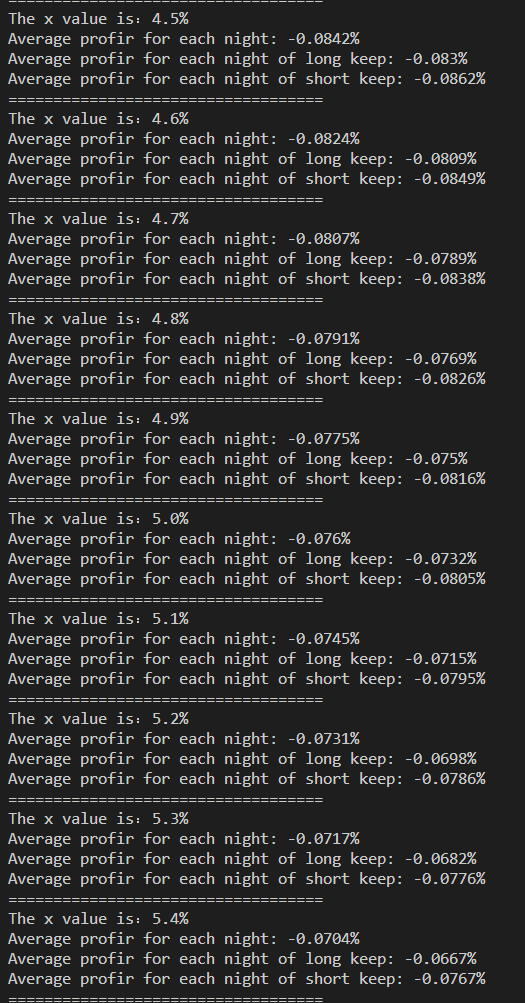 ===================================
The x value is: 4.5%
Average profir for each night: -0.0842%
Average profir for each night of long keep: -0.083%
Average profir for each night of short keep: -0.0862%
===================================
The x value is: 4.6%
Average profir for each night: -0.0824%
Average profir for each night of long keep: -0.0809%
Average profir for each night of short keep: -0.0849%
===================================
The x value is: 4.7%
Average profir for each night: -0.0807%
Average profir for each night of long keep: -0.0789%
Average profir for each night of short keep: -0.0838%
===================================
The x value is: 4.8%
Average profir for each night: -0.0791%
Average profir for each night of long keep: -0.0769%
Average profir for each night of short keep: -0.0826%
===================================
The x value is: 4.9%
Average profir for each night: -0.0775%
Average profir for each night of long keep: -0.075%
Average profir for each night of short keep: -0.0816%
===================================
The x value is: 5.0%
Average profir for each night: -0.076%
Average profir for each night of long keep: -0.0732%
Average profir for each night of short keep: -0.0805%
===================================
The x value is: 5.1%
Average profir for each night: -0.0745%
Average profir for each night of long keep: -0.0715%
Average profir for each night of short keep: -0.0795%
===================================
The x value is: 5.2%
Average profir for each night: -0.0731%
Average profir for each night of long keep: -0.0698%
Average profir for each night of short keep: -0.0786%
===================================
The x value is: 5.3%
Average profir for each night: -0.0717%
Average profir for each night of long keep: -0.0682%
Average profir for each night of short keep: -0.0776%
===================================
The x value is: 5.4%
Average profir for each night: -0.0704%
Average profir for each night of long keep: -0.0667%
Average profir for each night of short keep: -0.0767%
===================================